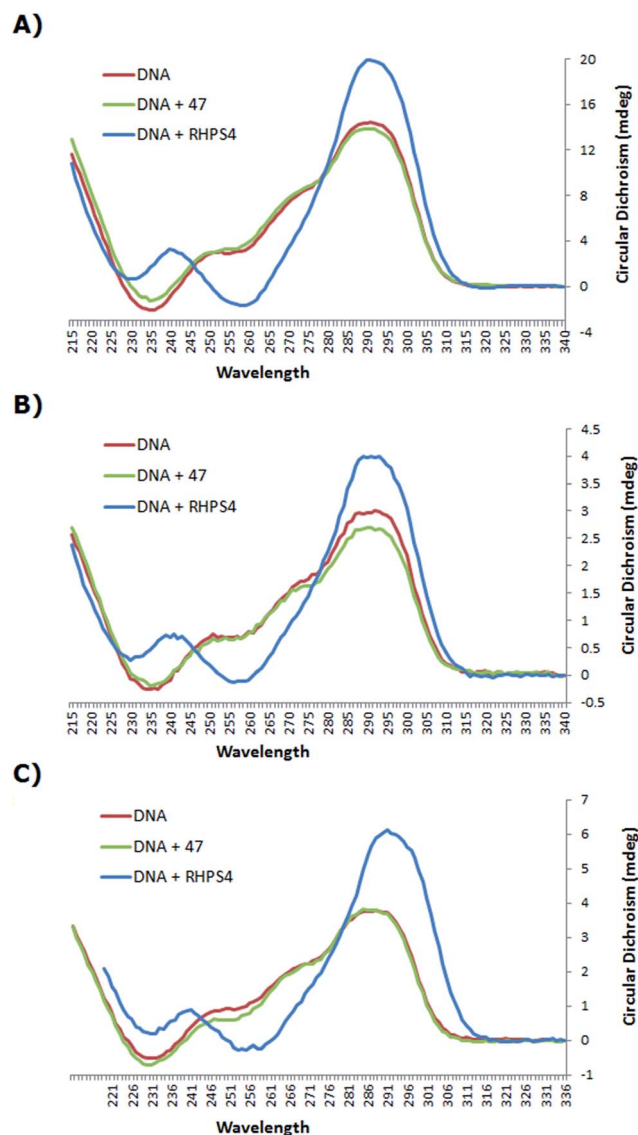 A)
DNA
DNA + 47
DNA + RHPS4
20
16
12
8
4
0
-4
Circular Dichroism (mdeg)
215 220 225 230 235 240 245 250 255 260 265 270 275 280 285 290 295 300 305 310 315 320 325 330 335 340
Wavelength
B)
DNA
DNA + 47
DNA + RHPS4
4.5
4
3.5
3
2.5
2
1.5
1
0.5
0
-0.5
Circular Dichroism (mdeg)
215 220 225 230 235 240 245 250 255 260 265 270 275 280 285 290 295 300 305 310 315 320 325 330 335 340
Wavelength
C)
DNA
DNA + 47
DNA + RHPS4
7
6
5
4
3
2
1
0
-1
Circular Dichroism (mdeg)
221 226 231 236 241 246 251 256 261 266 271 276 281 286 291 296 301 306 311 316 321 326 331 336
Wavelength